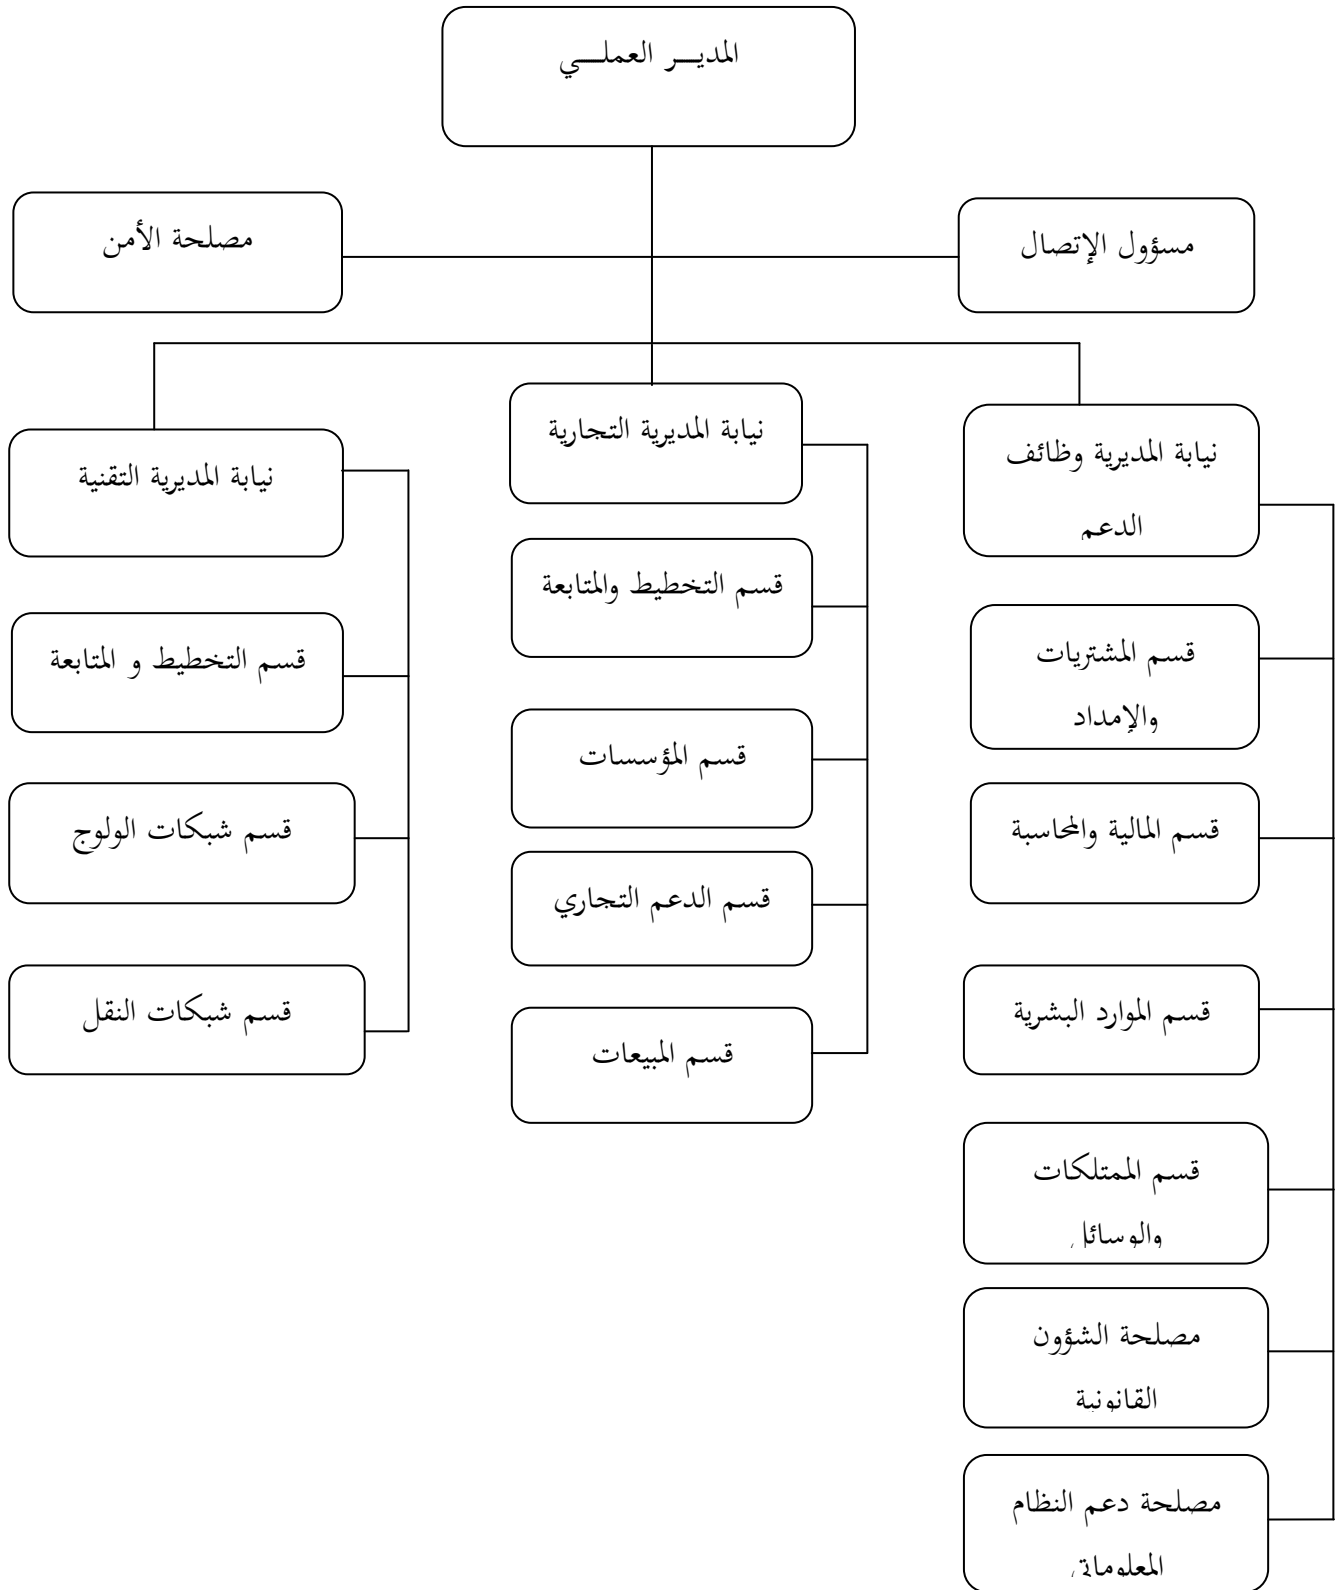 المديـــر العملـــي
مسؤول الإتصال
مصلحة الأمن
نيابة المديرية وظائف
الدعم
قسم المشتريات
والإمداد
قسم المالية والمحاسبة
قسم الموارد البشرية
قسم الممتلكات
والوسائل
مصلحة الشؤون
القانونية
مصلحة دعم النظام
المعلوماتي
نيابة المديرية التجارية
قسم التخطيط والمتابعة
قسم المؤسسات
قسم الدعم التجاري
قسم المبيعات
نيابة المديرية التقنية
قسم التخطيط و المتابعة
قسم شبكات الولوج
قسم شبكات النقل